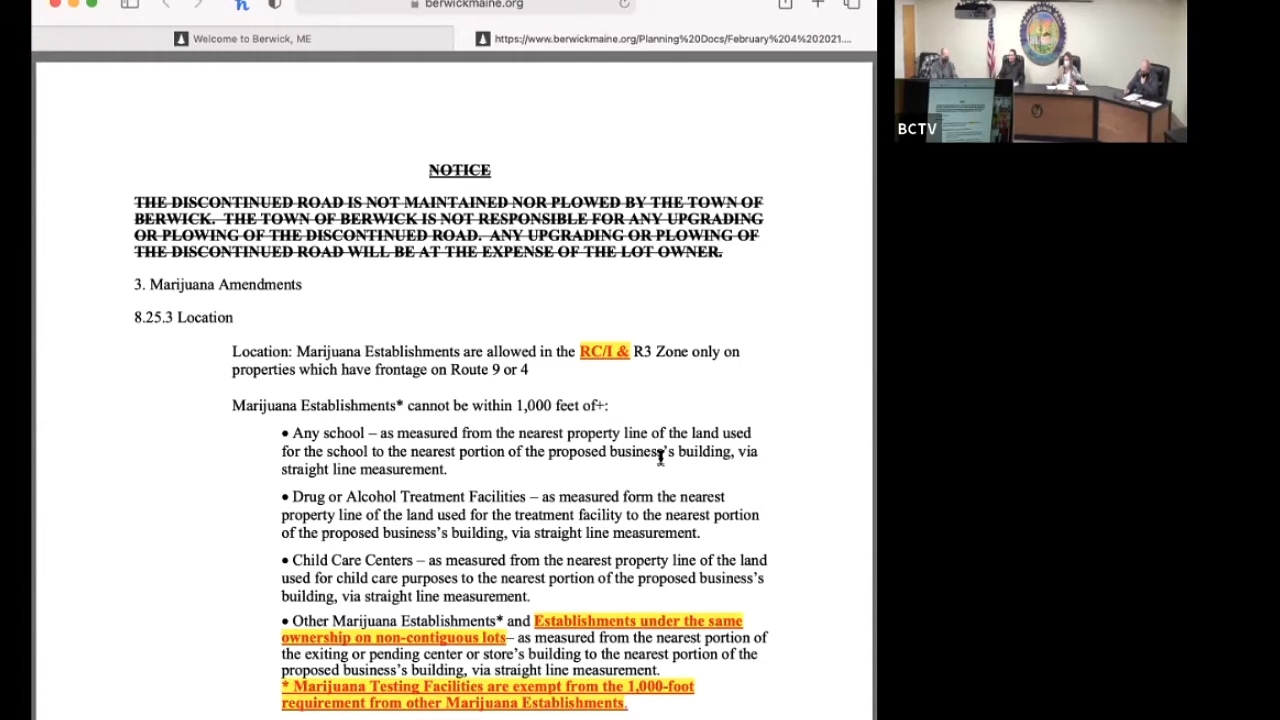 berwickmaine.org
Welcome to Berwick, ME
https://www.berwickmaine.org/Planning%20Docs/February%204%202021....
BCTV
NOTICE
THE DISCONTINUED ROAD IS NOT MAINTAINED NOR PLOWED BY THE TOWN OF
BERWICK. THE TOWN OF BERWICK IS NOT RESPONSIBLE FOR ANY UPGRADING
OR PLOWING OF THE DISCONTINUED ROAD. ANY UPGRADING OR PLOWING OF
THE DISCONTINUED ROAD WILL BE AT THE EXPENSE OF THE LOT OWNER.
3. Marijuana Amendments
8.25.3 Location
Location: Marijuana Establishments are allowed in the RC/I & R3 Zone only on
properties which have frontage on Route 9 or 4
Marijuana Establishments* cannot be within 1,000 feet of+:
• Any school – as measured from the nearest property line of the land used
for the school to the nearest portion of the proposed business's building, via
straight line measurement.
• Drug or Alcohol Treatment Facilities – as measured form the nearest
property line of the land used for the treatment facility to the nearest portion
of the proposed business's building, via straight line measurement.
• Child Care Centers – as measured from the nearest property line of the land
used for child care purposes to the nearest portion of the proposed business's
building, via straight line measurement.
• Other Marijuana Establishments* and Establishments under the same
ownership on non-contiguous lots– as measured from the nearest portion of
the exiting or pending center or store's building to the nearest portion of the
proposed business's building, via straight line measurement.
* Marijuana Testing Facilities are exempt from the 1,000-foot
requirement from other Marijuana Establishments.